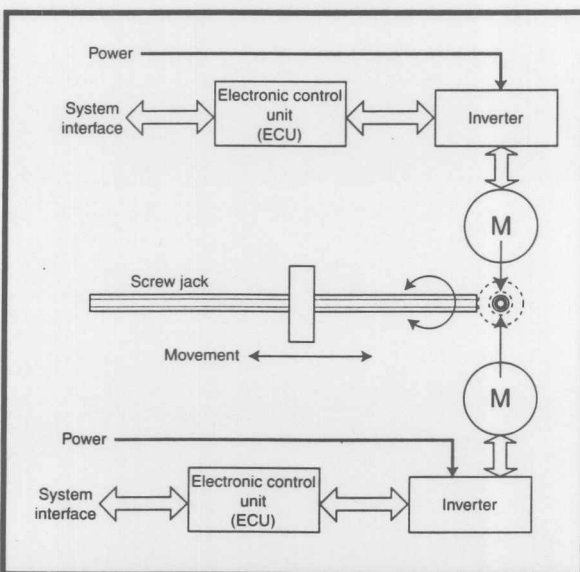 Power
Electronic control
unit
(ECU)
System
interface
Inverter
M
Screw jack
Movement
M
Power
Electronic control
unit
(ECU)
System
interface
Inverter